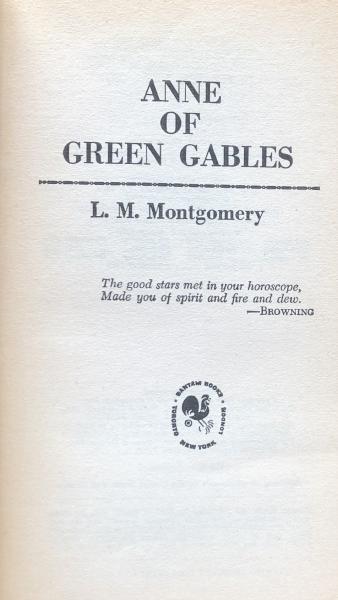 ANNE
OF
GREEN GABLES
L. M. Montgomery
The good stars met in your horoscope,
Made you of spirit and fire and dew.
—BROWNING
BANTAM BOOKS
TORONTO • NEW YORK • LONDON